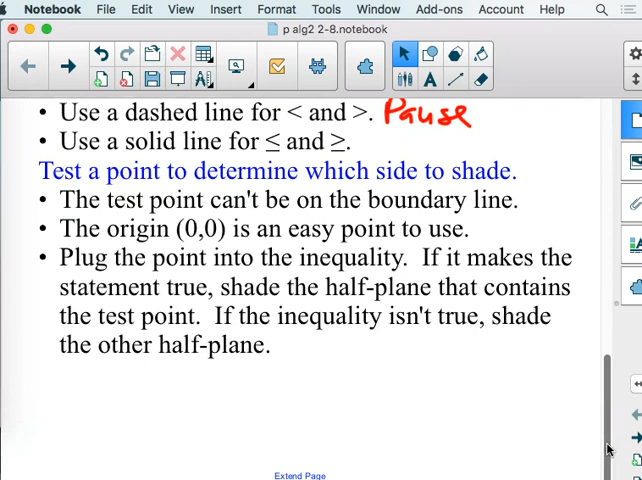 Notebook File Edit View Insert Format Tools Window Add-ons Account Help
p alg2 2-8.notebook
• Use a dashed line for < and >. Pause
• Use a solid line for ≤ and ≥.
Test a point to determine which side to shade.
• The test point can't be on the boundary line.
• The origin (0,0) is an easy point to use.
• Plug the point into the inequality. If it makes the
statement true, shade the half-plane that contains
the test point. If the inequality isn't true, shade
the other half-plane.
Extend Page